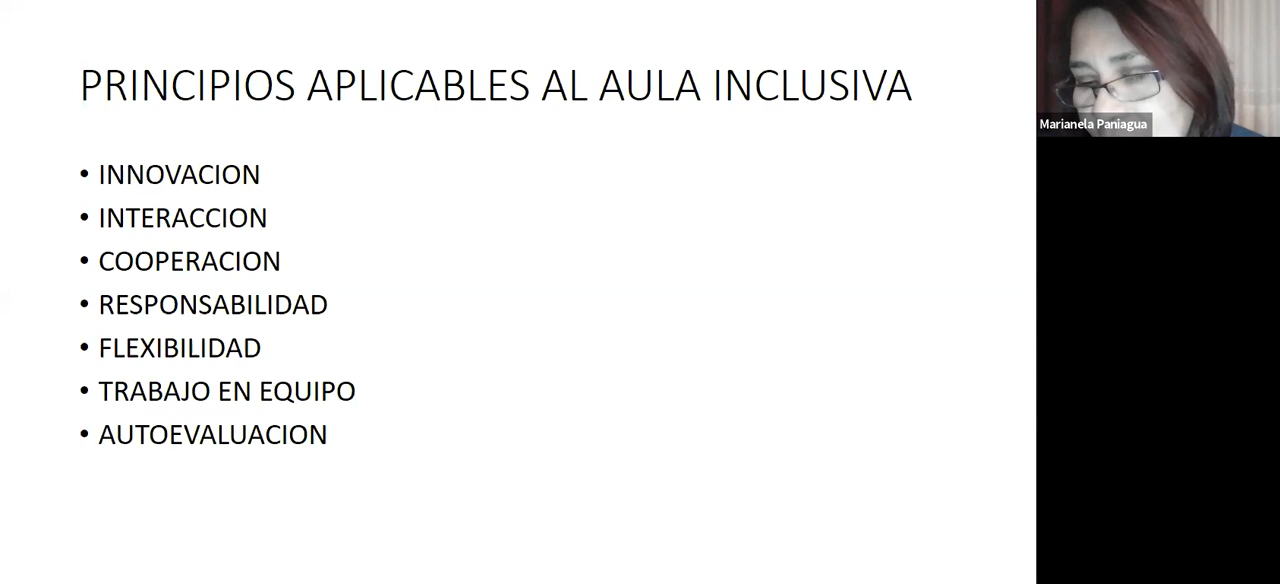 PRINCIPIOS APLICABLES AL AULA INCLUSIVA
• INNOVACION
• INTERACCION
• COOPERACION
• RESPONSABILIDAD
• FLEXIBILIDAD
• TRABAJO EN EQUIPO
• AUTOEVALUACION
Marianela Paniagua